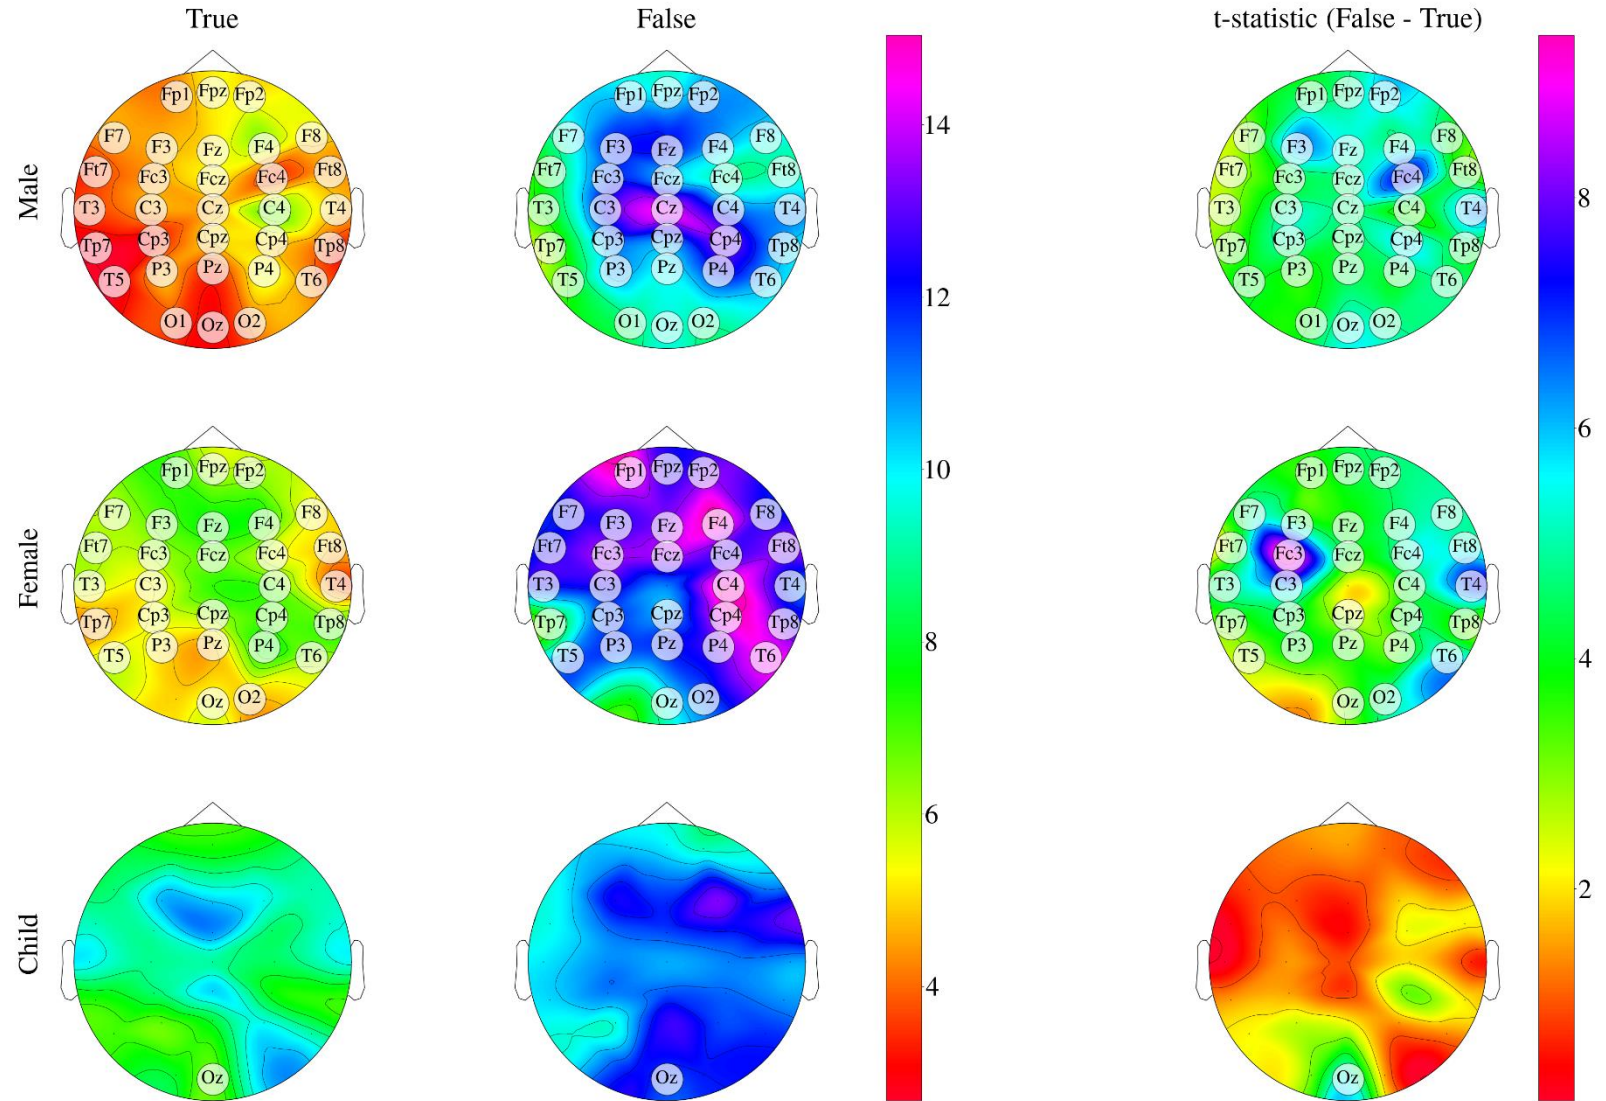 True
False
t-statistic (False - True)
Male
Fp1 Fpz Fp2
F7 F3 Fz F4 F8
Ft7 Fc3 Fcz Fc4 Ft8
T3 C3 Cz C4 T4
Tp7 Cp3 Cpz Cp4 Tp8
T5 P3 Pz P4 T6
O1 Oz O2
Fp1 Fpz Fp2
F7 F3 Fz F4 F8
Ft7 Fc3 Fcz Fc4 Ft8
T3 C3 Cz C4 T4
Tp7 Cp3 Cpz Cp4 Tp8
T5 P3 Pz P4 T6
O1 Oz O2
Fp1 Fpz Fp2
F7 F3 Fz F4 F8
Ft7 Fc3 Fcz Fc4 Ft8
T3 C3 Cz C4 T4
Tp7 Cp3 Cpz Cp4 Tp8
T5 P3 Pz P4 T6
O1 Oz O2
Female
Fp1 Fpz Fp2
F7 F3 Fz F4 F8
Ft7 Fc3 Fcz Fc4 Ft8
T3 C3 C4 T4
Tp7 Cp3 Cpz Cp4 Tp8
T5 P3 Pz P4 T6
Oz O2
Fp1 Fpz Fp2
F7 F3 Fz F4 F8
Ft7 Fc3 Fcz Fc4 Ft8
T3 C3 C4 T4
Tp7 Cp3 Cpz Cp4 Tp8
T5 P3 Pz P4 T6
Oz O2
Fp1 Fpz Fp2
F7 F3 Fz F4 F8
Ft7 Fc3 Fcz Fc4 Ft8
T3 C3 C4 T4
Tp7 Cp3 Cpz Cp4 Tp8
T5 P3 Pz P4 T6
Oz O2
Child
Oz
Oz
Oz
14
12
10
8
6
4
8
6
4
2